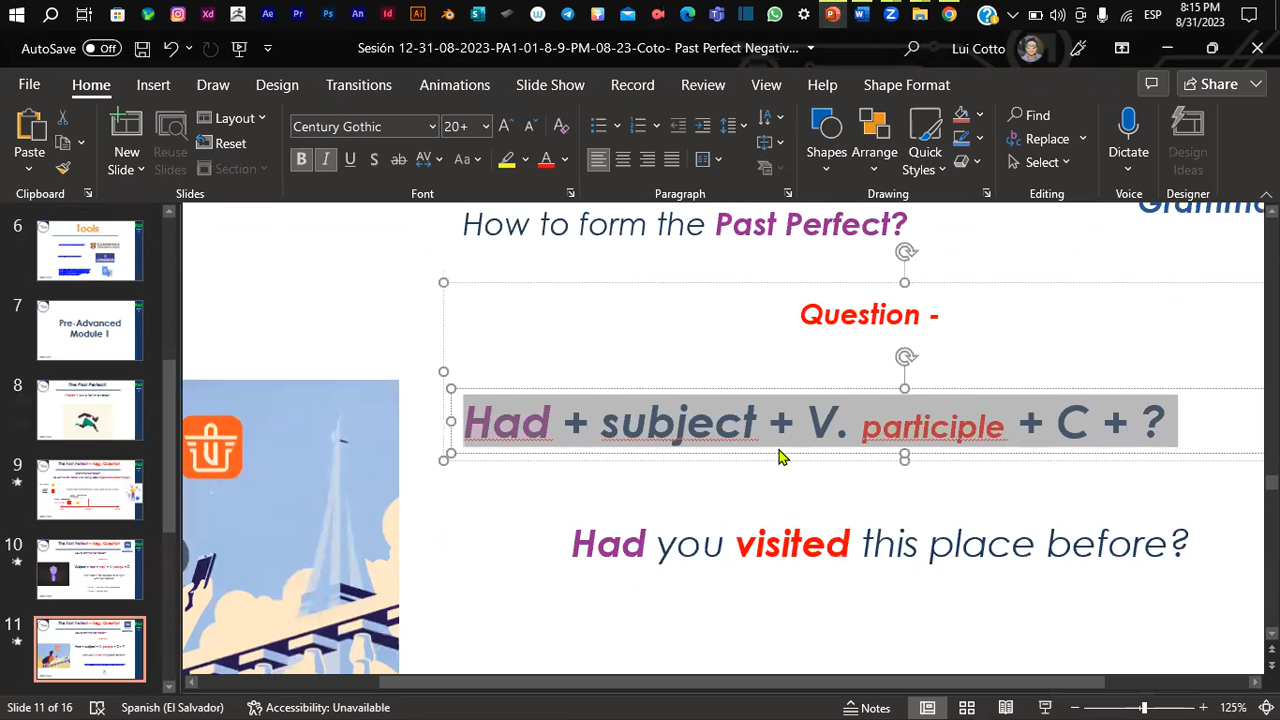 8:15 PM
ESP
8/31/2023
AutoSave Off
Sesión 12-31-08-2023-PA1-01-8-9-PM-08-23-Coto- Past Perfect Negativ...
Lui Cotto
File Home Insert Draw Design Transitions Animations Slide Show Record Review View Help Shape Format
Share
Paste
New Slide
Reuse Slides
Layout
Reset
Section
Century Gothic
20+
Shapes
Arrange
Quick Styles
Find
Replace
Select
Dictate
Design Ideas
Clipboard
Slides
Font
Paragraph
Drawing
Editing
Voice
Designer
6
Tools
7
Pre-Advanced
Module 1
8
The Past Perfect
10
11
How to form the Past Perfect?
Question -
Had + subject + V. participle + C + ?
Had you visited this place before?
Slide 11 of 16
Spanish (El Salvador)
Accessibility: Unavailable
Notes
125%